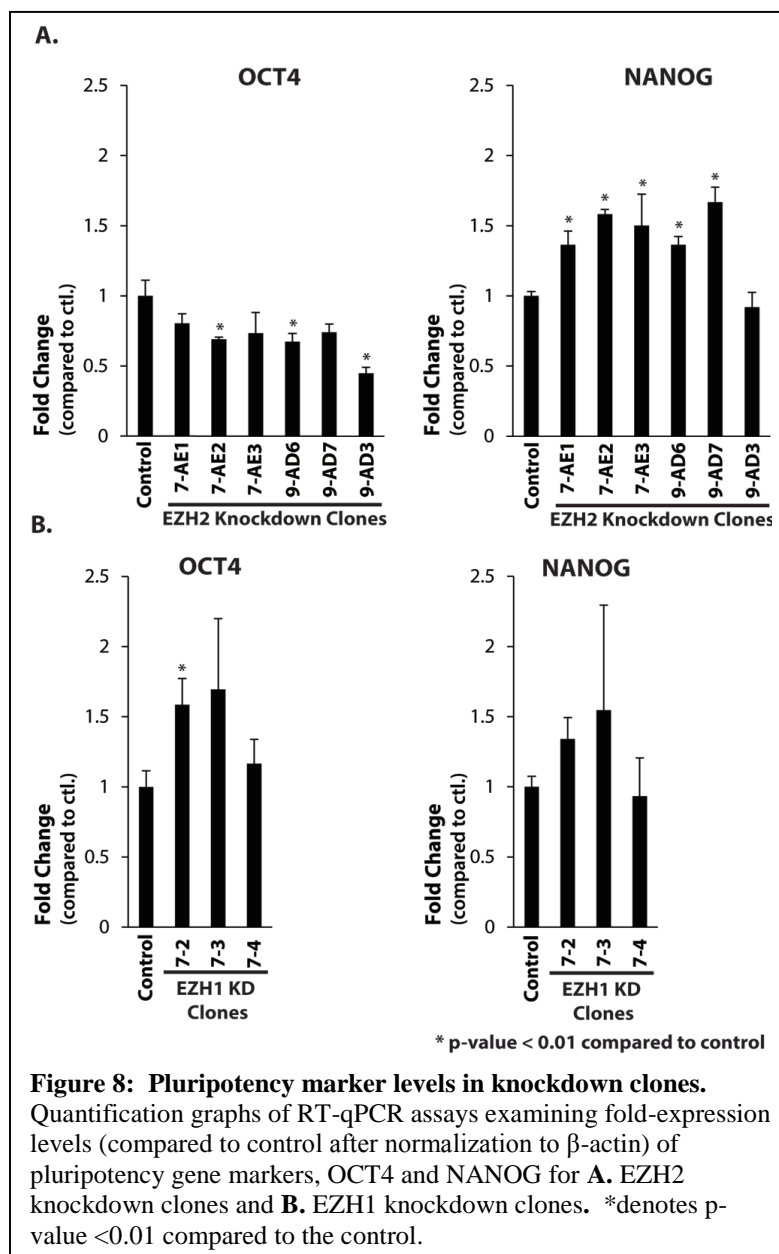 A.
OCT4
NANOG
2.5
2
1.5
1
0.5
0
Fold Change
(compared to ctl.)
* * *
Control
7-AE1
7-AE2
7-AE3
9-AD6
9-AD7
9-AD3
EZH2 Knockdown Clones
2.5
2
1.5
1
0.5
0
Fold Change
(compared to ctl.)
* * * * *
Control
7-AE1
7-AE2
7-AE3
9-AD6
9-AD7
9-AD3
EZH2 Knockdown Clones
B.
OCT4
NANOG
2.5
2
1.5
1
0.5
0
Fold Change
(compared to ctl.)
*
Control
7-2
7-3
7-4
EZH1 KD
Clones
2.5
2
1.5
1
0.5
0
Fold Change
(compared to ctl.)
Control
7-2
7-3
7-4
EZH1 KD
Clones
* p-value < 0.01 compared to control
Figure 8: Pluripotency marker levels in knockdown clones.
Quantification graphs of RT-qPCR assays examining fold-expression
levels (compared to control after normalization to β-actin) of
pluripotency gene markers, OCT4 and NANOG for A. EZH2
knockdown clones and B. EZH1 knockdown clones. *denotes p-
value <0.01 compared to the control.